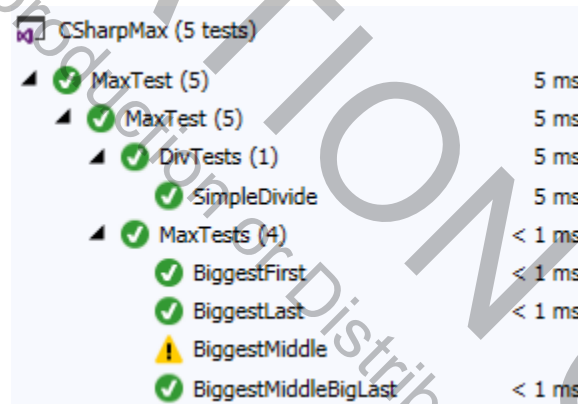 CSharpMax (5 tests)
MaxTest (5) 5 ms
MaxTest (5) 5 ms
DivTests (1) 5 ms
SimpleDivide 5 ms
MaxTests (4) < 1 ms
BiggestFirst < 1 ms
BiggestLast < 1 ms
BiggestMiddle
BiggestMiddleBigLast < 1 ms